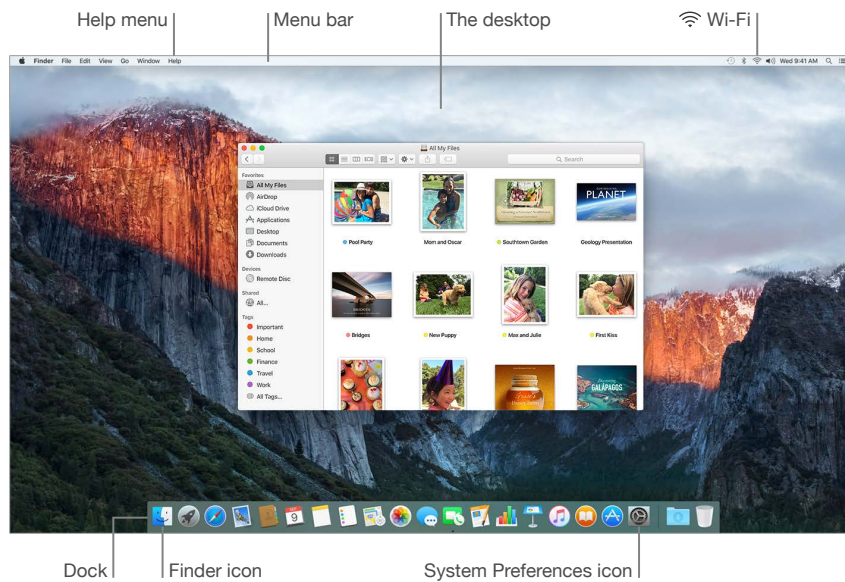 Help menu Menu bar The desktop Wi-Fi
Finder File Edit View Go Window Help Wed 9:41 AM
All My Files
Search
Favorites
All My Files
AirDrop
iCloud Drive
Applications
Desktop
Documents
Downloads
Devices
Remote Disc
Shared
All...
Tags
Important
Home
School
Finance
Travel
Work
All Tags...
PLANET
Pool Party Mom and Oscar Southtown Garden Geology Presentation
BRIDGES
Bridges New Puppy Max and Julie First Kiss
GALÁPAGOS
9
Dock Finder icon System Preferences icon